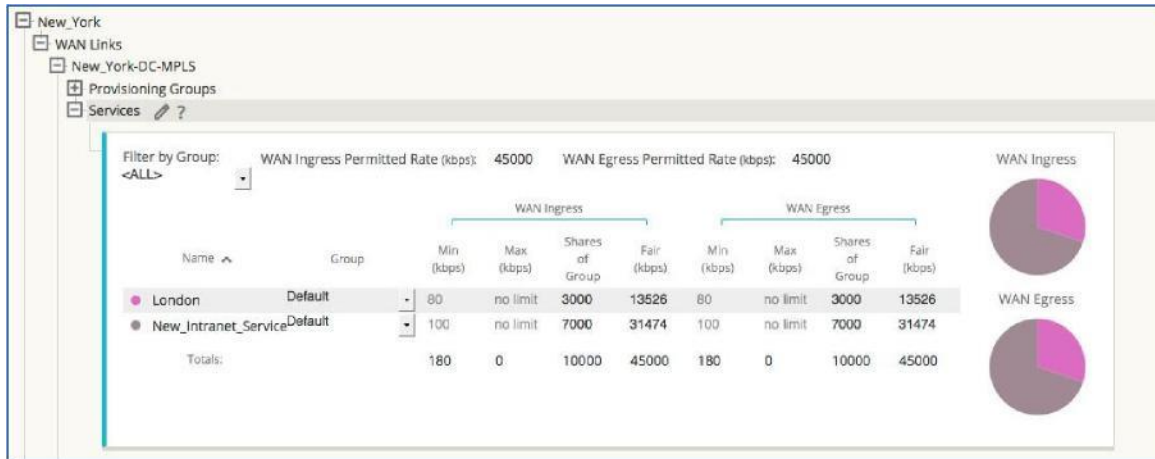 New_York
WAN Links
New_York-DC-MPLS
Provisioning Groups
Services ?
Filter by Group: WAN Ingress Permitted Rate (kbps): 45000 WAN Egress Permitted Rate (kbps): 45000 WAN Ingress
<ALL>
WAN Ingress WAN Egress
Name Group Min (kbps) Max (kbps) Shares of Group Fair (kbps) Min (kbps) Max (kbps) Shares of Group Fair (kbps)
WAN Egress
London Default 80 no limit 3000 13526 80 no limit 3000 13526
New_Intranet_Service Default 100 no limit 7000 31474 100 no limit 7000 31474
Totals: 180 0 10000 45000 180 0 10000 45000